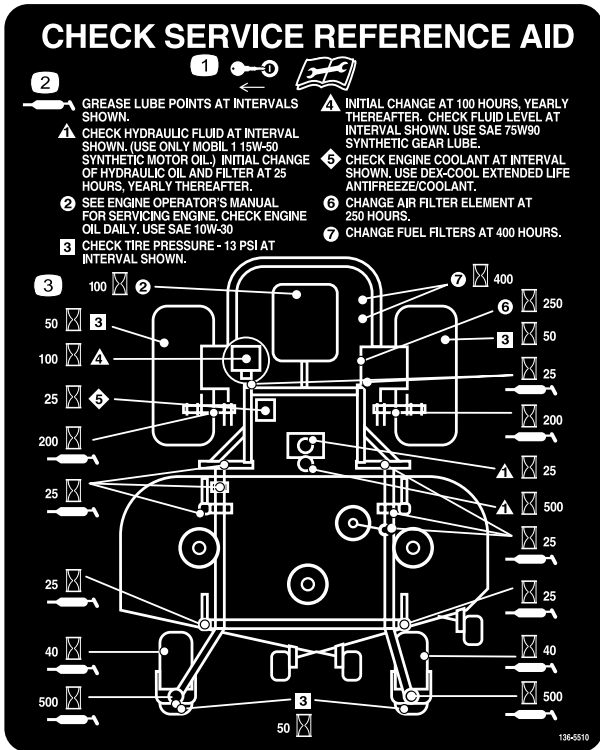 CHECK SERVICE REFERENCE AID
1
2
GREASE LUBE POINTS AT INTERVALS
SHOWN.
1 CHECK HYDRAULIC FLUID AT INTERVAL
SHOWN. (USE ONLY MOBIL 1 15W-50
SYNTHETIC MOTOR OIL.) INITIAL CHANGE
OF HYDRAULIC OIL AND FILTER AT 25
HOURS, YEARLY THEREAFTER.
2 SEE ENGINE OPERATOR'S MANUAL
FOR SERVICING ENGINE. CHECK ENGINE
OIL DAILY. USE SAE 10W-30
3 CHECK TIRE PRESSURE - 13 PSI AT
INTERVAL SHOWN.
4 INITIAL CHANGE AT 100 HOURS, YEARLY
THEREAFTER. CHECK FLUID LEVEL AT
INTERVAL SHOWN. USE SAE 75W90
SYNTHETIC GEAR LUBE.
5 CHECK ENGINE COOLANT AT INTERVAL
SHOWN. USE DEX-COOL EXTENDED LIFE
ANTIFREEZE/COOLANT.
6 CHANGE AIR FILTER ELEMENT AT
250 HOURS.
7 CHANGE FUEL FILTERS AT 400 HOURS.
3
100 2
50 3
100 4
25 5
200
25
25
40
500
7 400
6 250
3 50
25
200
1 25
1 500
25
25
40
500
3
50
136-5510